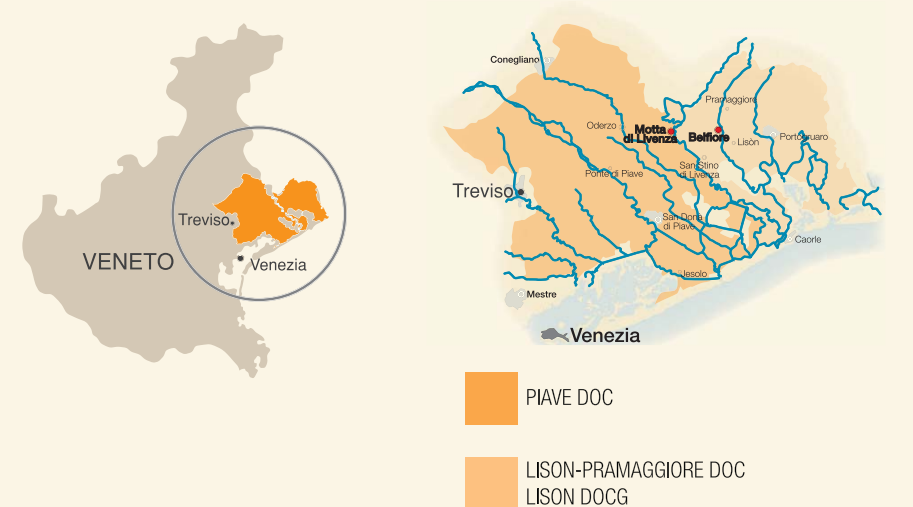 VENETO
Treviso
Venezia
Conegliano
Pramaggiore
Oderzo
Motta
di Livenza
Belfiore
Lisòn
Portogruaro
San Stino
di Livenza
Ponte di Piave
Treviso
San Donà
di Piave
Caorle
Jesolo
Mestre
Venezia
PIAVE DOC
LISON-PRAMAGGIORE DOC
LISON DOCG